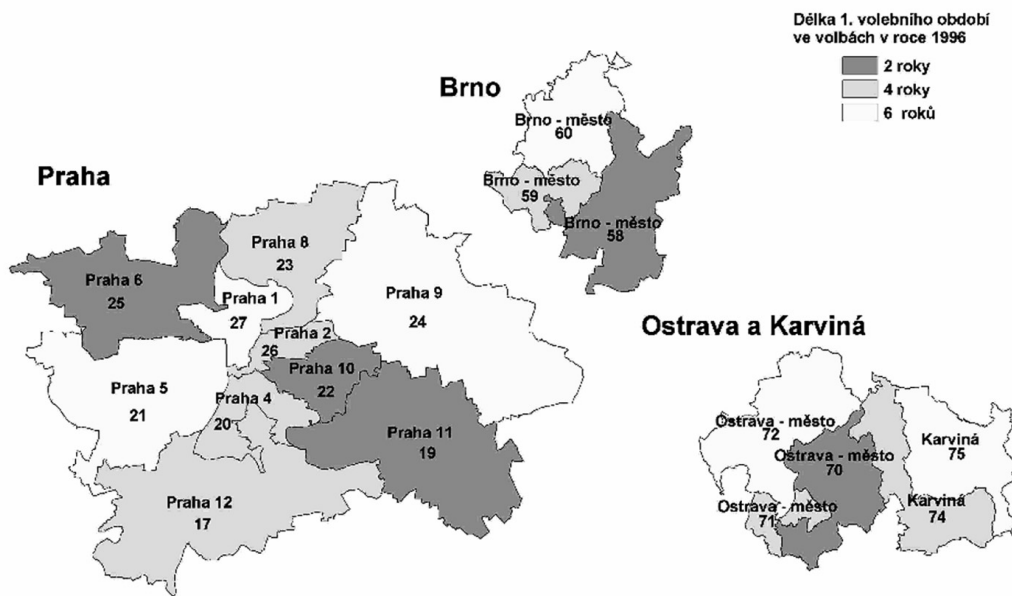 Délka 1. volebního období
ve volbách v roce 1996
2 roky
4 roky
6 roků
Brno
Brno - město
60
Brno - město
59
Brno - město
58
Praha
Praha 8
23
Praha 6
25
Praha 1
27
Praha 9
24
Praha 2
26
Praha 10
22
Praha 5
21
Praha 4
20
Praha 11
19
Praha 12
17
Ostrava a Karviná
Ostrava - město
72
Karviná
75
Ostrava - město
70
Ostrava - město
71
Karviná
74